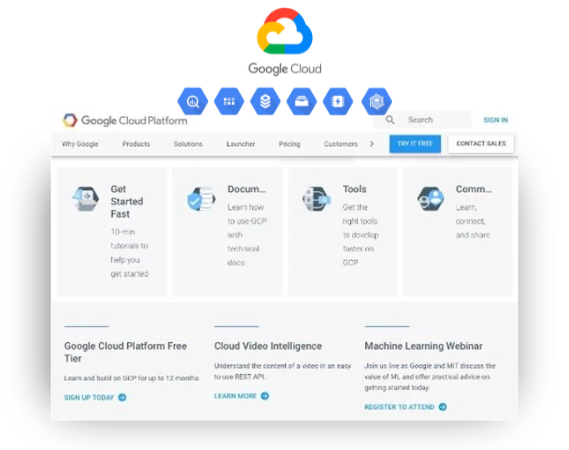 Google Cloud
Google Cloud Platform
Search
SIGN IN
Why Google
Products
Solutions
Launcher
Pricing
Customers
TRY IT FREE
CONTACT SALES
Get
Started
Fast
10-min
tutorials to
help you
get started
Docum...
Learn how
to use GCP
with
technical
docs
Tools
Get the
right tools
to develop
faster on
GCP
Comm...
Learn,
connect,
and share
Google Cloud Platform Free
Tier
Learn and build on GCP for up to 12 months.
SIGN UP TODAY
Cloud Video Intelligence
Understand the content of a video in an easy
to use REST API.
LEARN MORE
Machine Learning Webinar
Join us live as Google and MIT discuss the
value of ML and offer practical advice on
getting started today.
REGISTER TO ATTEND